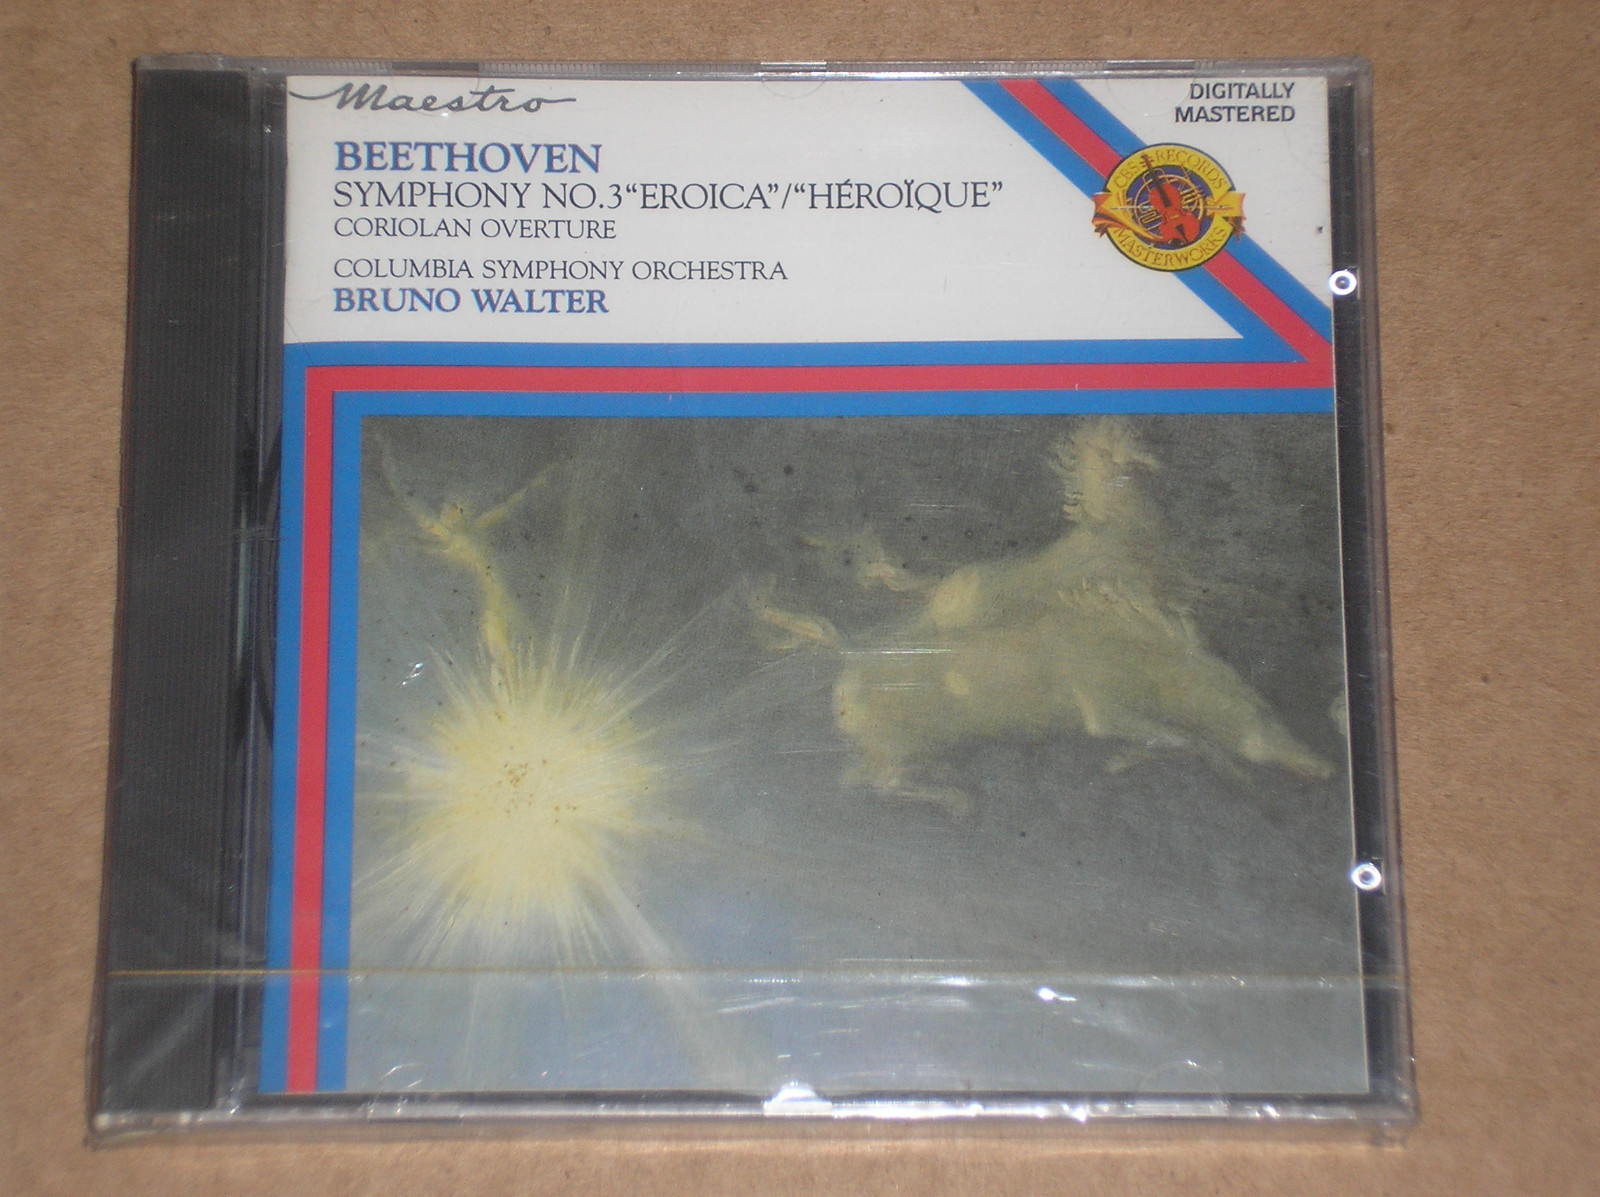 Maestro
DIGITALLY
MASTERED
BEETHOVEN
SYMPHONY NO.3“EROICA”/“HÉROÏQUE”
CORIOLAN OVERTURE
COLUMBIA SYMPHONY ORCHESTRA
BRUNO WALTER
CBS RECORDS
MASTERWORKS